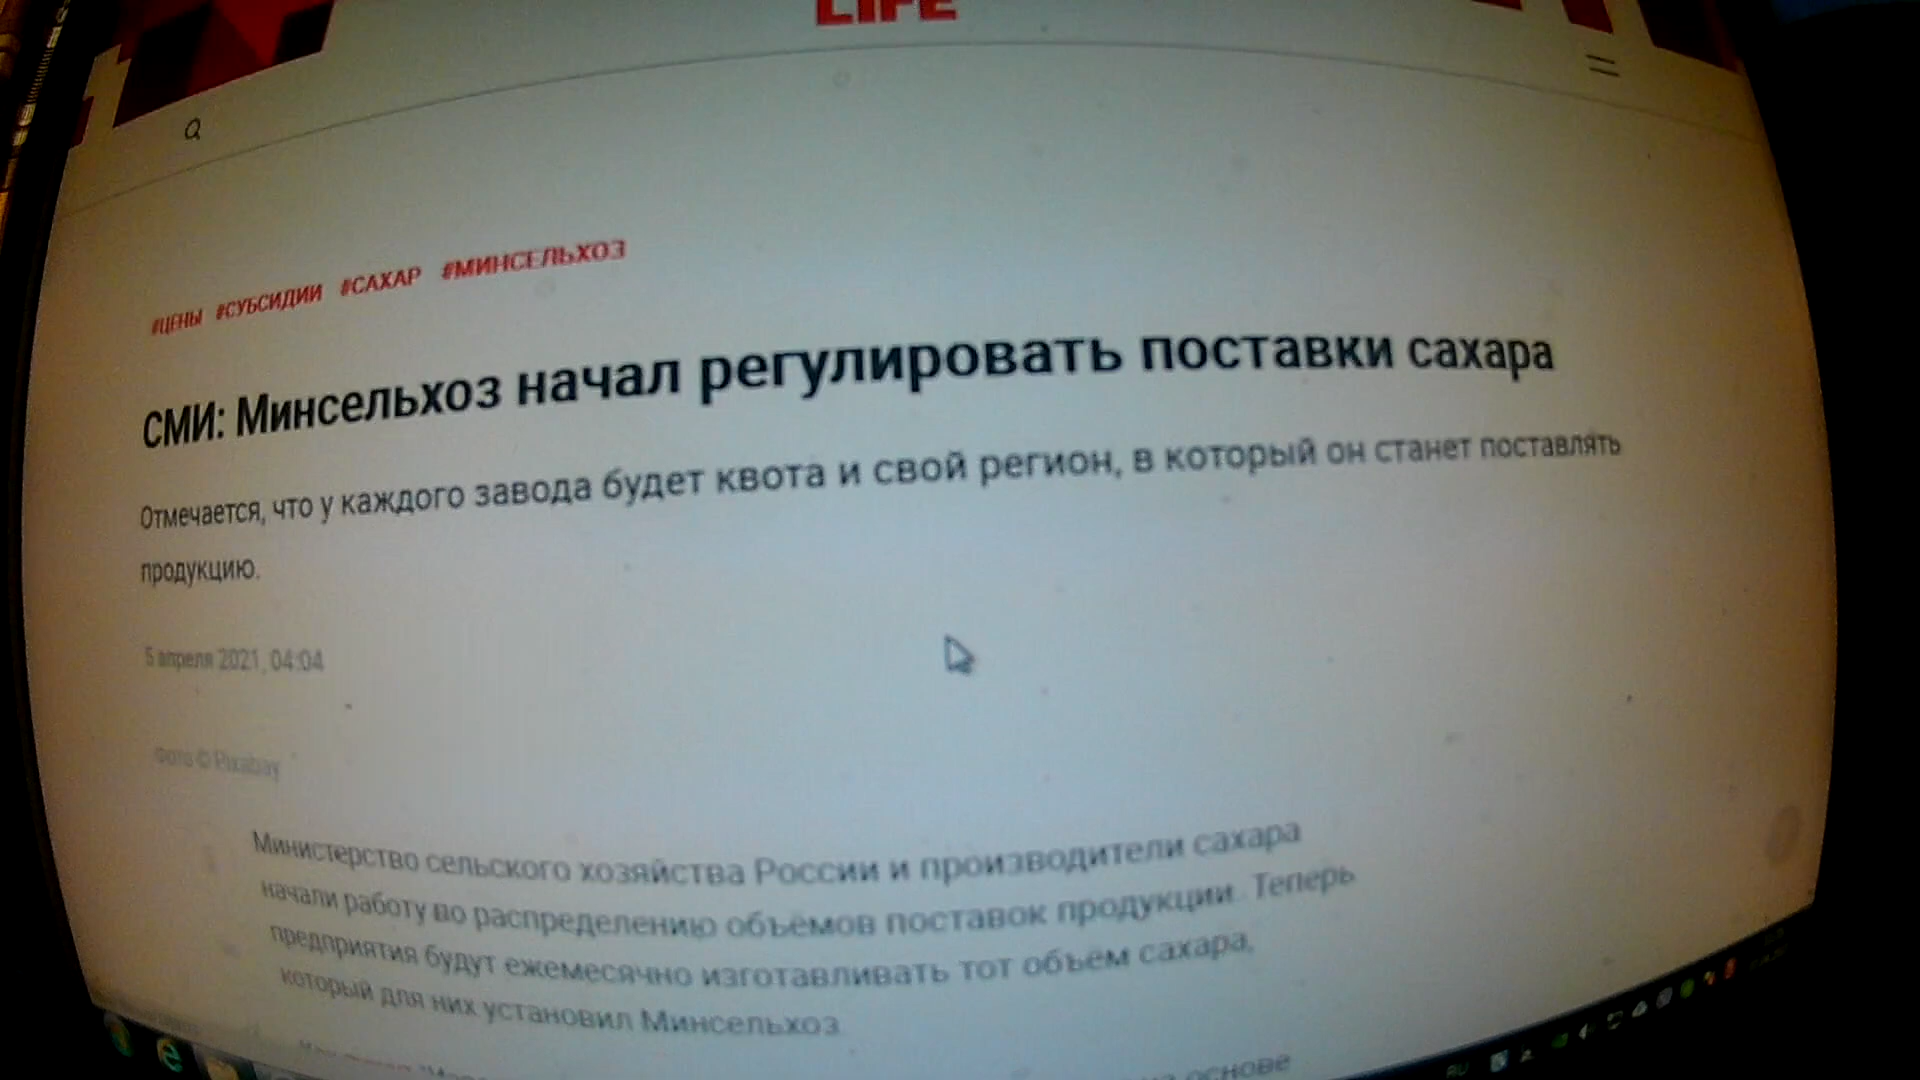 LIFE
#ЦЕНЫ #СУБСИДИИ #САХАР #МИНСЕЛЬХОЗ
СМИ: Минсельхоз начал регулировать поставки сахара
Отмечается, что у каждого завода будет квота и свой регион, в который он станет поставлять
продукцию.
5 апреля 2021, 04:04
Фото © Pixabay
Министерство сельского хозяйства России и производители сахара
начали работу по распределению объёмов поставок продукции. Теперь
предприятия будут ежемесячно изготавливать тот объём сахара,
который для них установил Минсельхоз
основе
RU